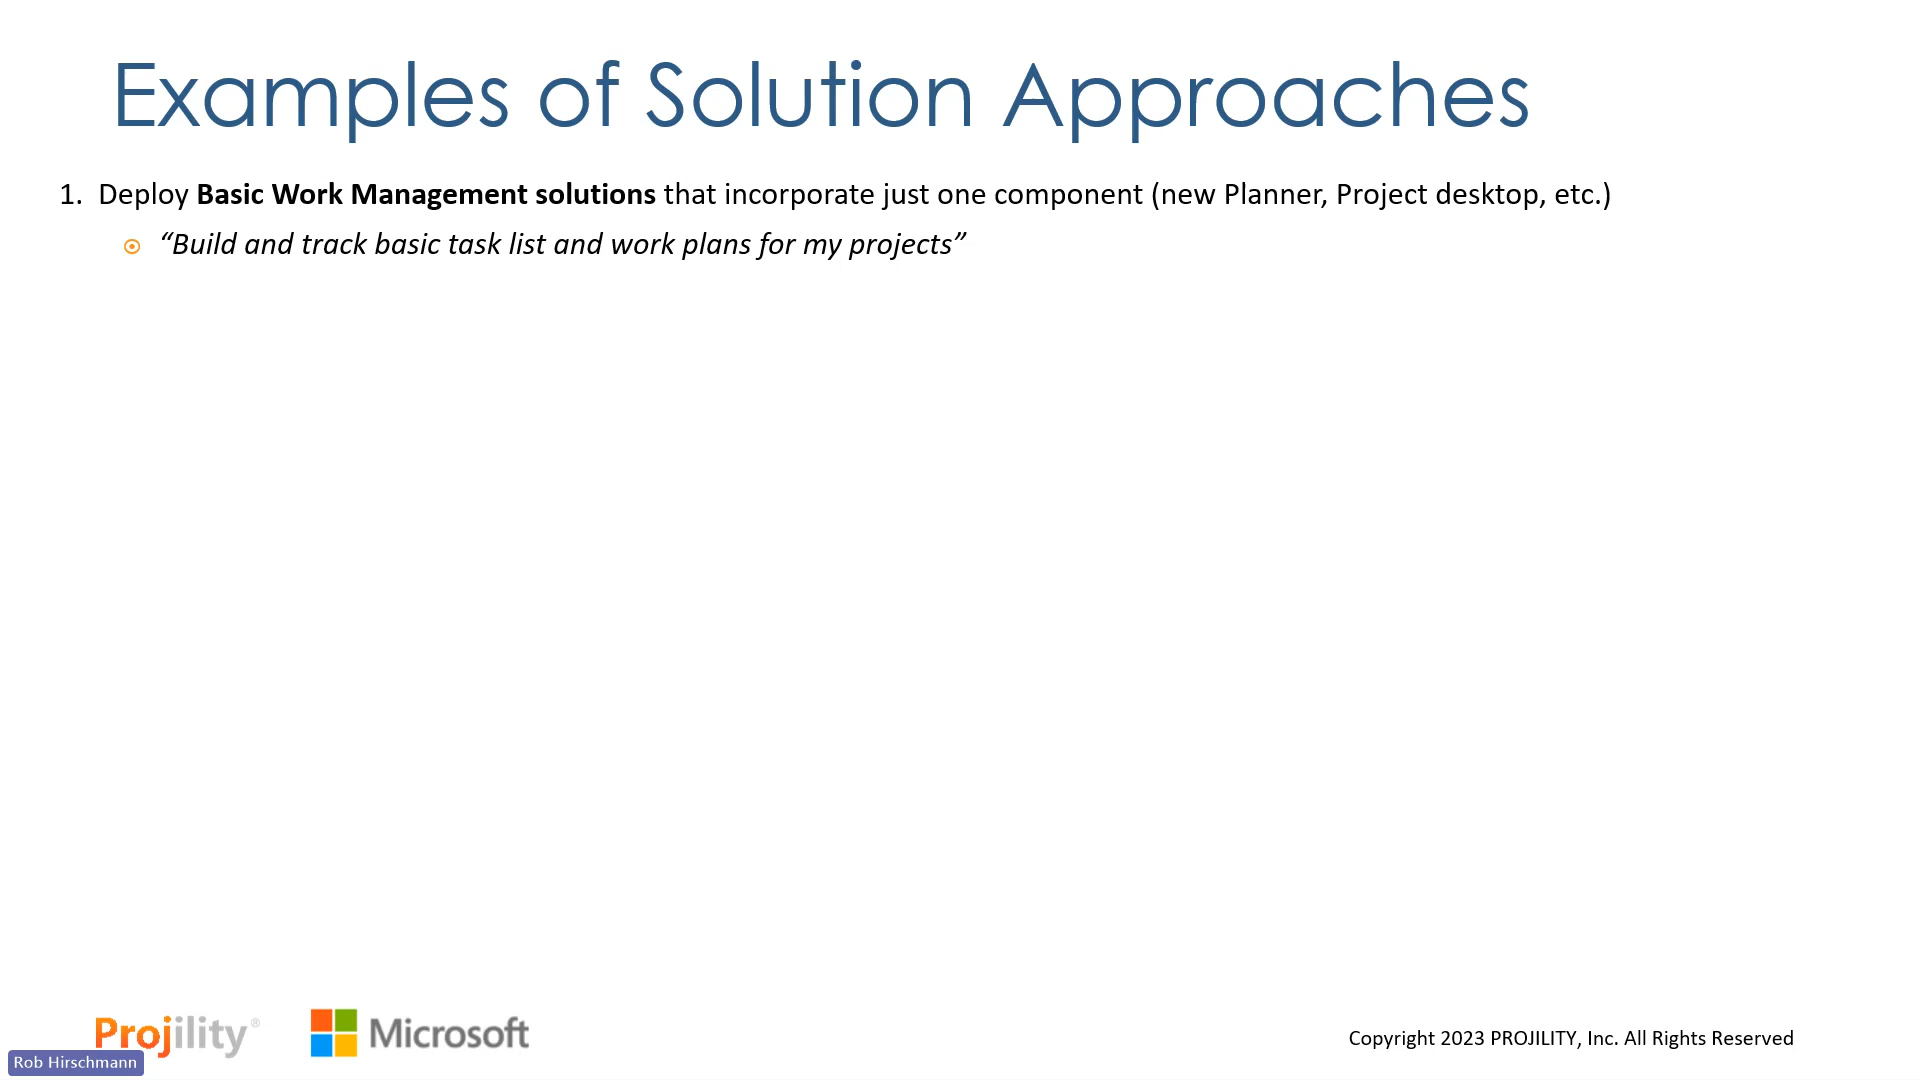 Examples of Solution Approaches
1. Deploy Basic Work Management solutions that incorporate just one component (new Planner, Project desktop, etc.)
“Build and track basic task list and work plans for my projects”
Projility®
Microsoft
Copyright 2023 PROJILITY, Inc. All Rights Reserved
Rob Hirschmann